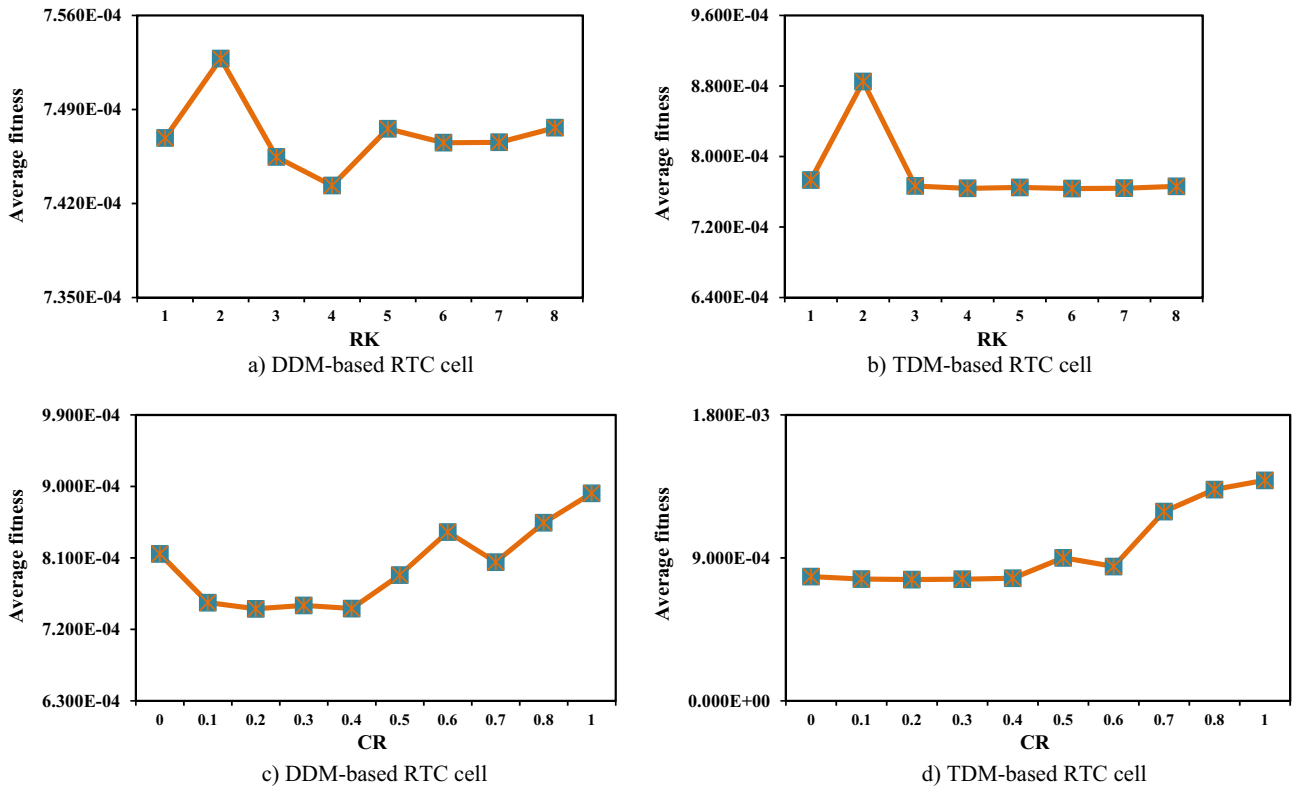 7.560E-04
7.490E-04
7.420E-04
7.350E-04
Average fitness
1 2 3 4 5 6 7 8
RK
a) DDM-based RTC cell
9.600E-04
8.800E-04
8.000E-04
7.200E-04
6.400E-04
Average fitness
1 2 3 4 5 6 7 8
RK
b) TDM-based RTC cell
9.900E-04
9.000E-04
8.100E-04
7.200E-04
6.300E-04
Average fitness
0 0.1 0.2 0.3 0.4 0.5 0.6 0.7 0.8 1
CR
c) DDM-based RTC cell
1.800E-03
9.000E-04
0.000E+00
Average fitness
0 0.1 0.2 0.3 0.4 0.5 0.6 0.7 0.8 1
CR
d) TDM-based RTC cell